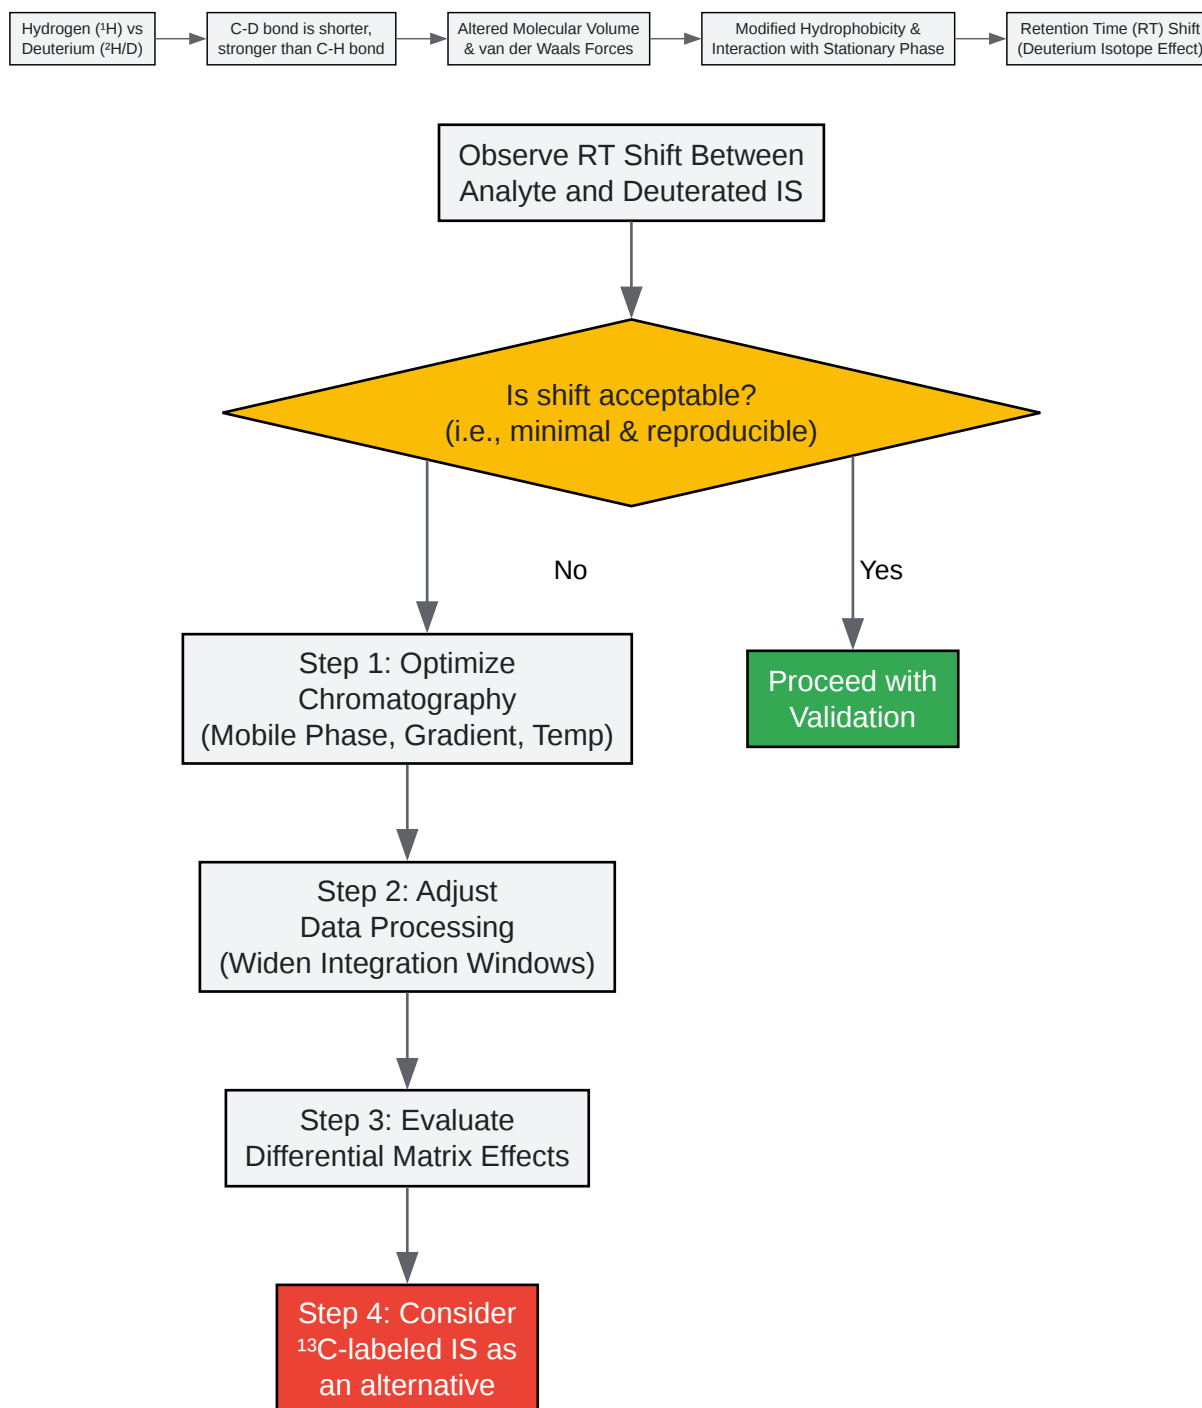 Hydrogen (¹H) vs
Deuterium (²H/D)
C-D bond is shorter,
stronger than C-H bond
Altered Molecular Volume
& van der Waals Forces
Modified Hydrophobicity &
Interaction with Stationary Phase
Retention Time (RT) Shift
(Deuterium Isotope Effect)
Observe RT Shift Between
Analyte and Deuterated IS
Is shift acceptable?
(i.e., minimal & reproducible)
No
Yes
Step 1: Optimize
Chromatography
(Mobile Phase, Gradient, Temp)
Proceed with
Validation
Step 2: Adjust
Data Processing
(Widen Integration Windows)
Step 3: Evaluate
Differential Matrix Effects
Step 4: Consider
¹³C-labeled IS as
an alternative